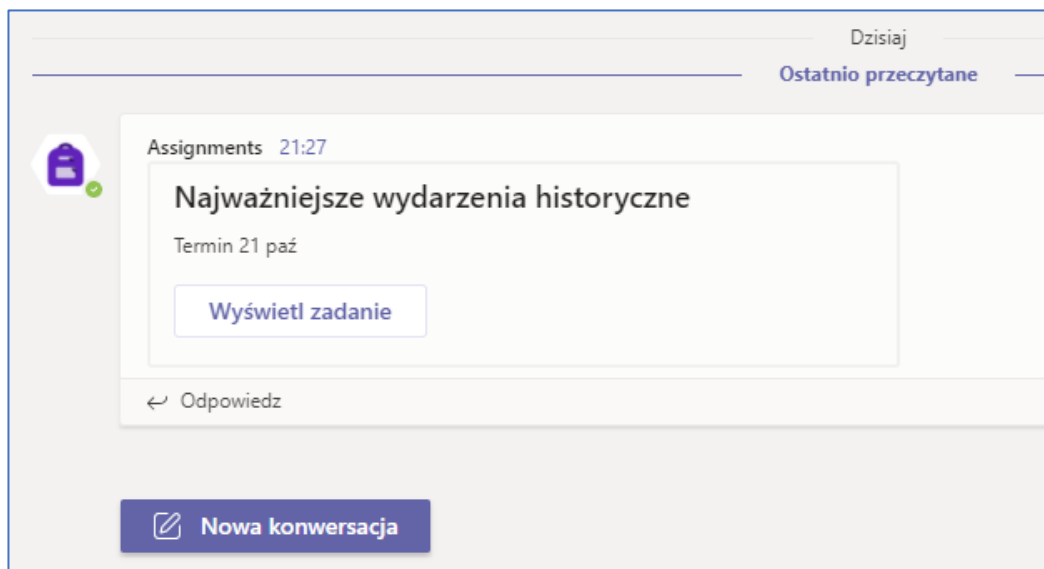 Dzisiaj
Ostatnio przeczytane
Assignments 21:27
Najważniejsze wydarzenia historyczne
Termin 21 paź
Wyświetl zadanie
Odpowiedz
Nowa konwersacja